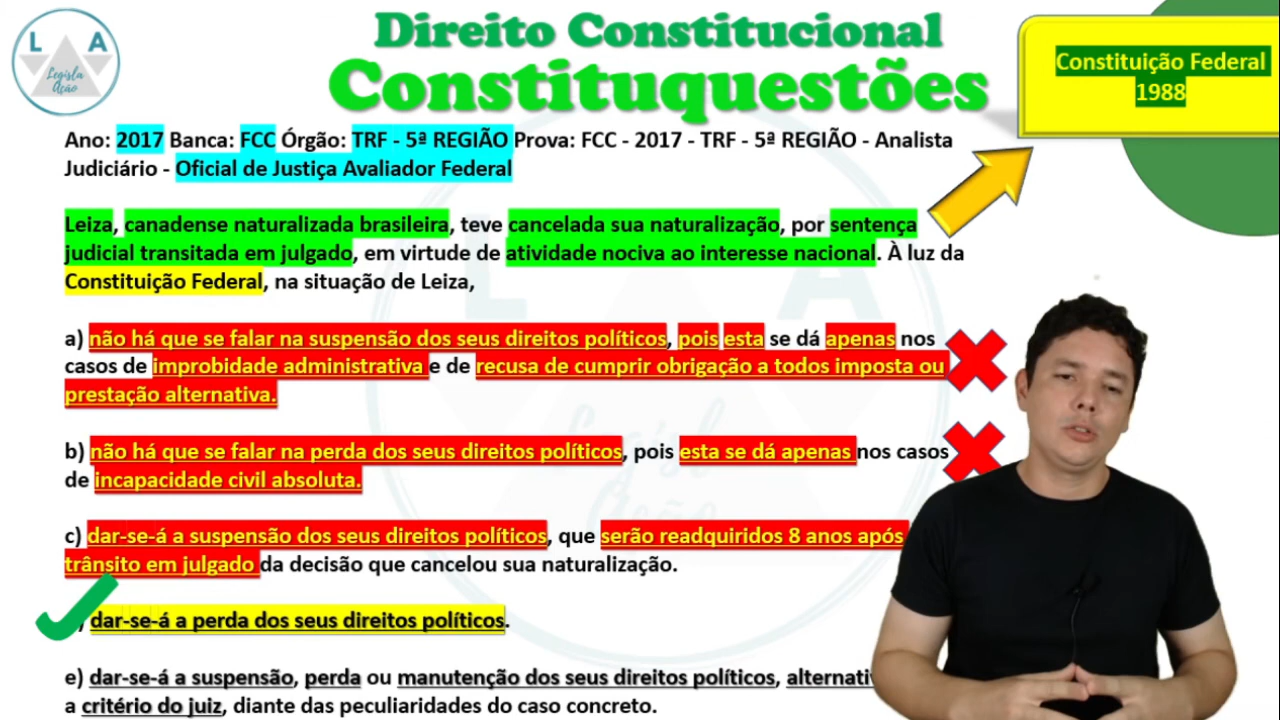 L A
Legisla
Ação
Direito Constitucional
Constituquestões
Constituição Federal
1988
Ano: 2017 Banca: FCC Órgão: TRF - 5ª REGIÃO Prova: FCC - 2017 - TRF - 5ª REGIÃO - Analista
Judiciário - Oficial de Justiça Avaliador Federal
Leiza, canadense naturalizada brasileira, teve cancelada sua naturalização, por sentença
judicial transitada em julgado, em virtude de atividade nociva ao interesse nacional. À luz da
Constituição Federal, na situação de Leiza,
a) não há que se falar na suspensão dos seus direitos políticos, pois esta se dá apenas nos
casos de improbidade administrativa e de recusa de cumprir obrigação a todos imposta ou
prestação alternativa.
b) não há que se falar na perda dos seus direitos políticos, pois esta se dá apenas nos casos
de incapacidade civil absoluta.
c) dar-se-á a suspensão dos seus direitos políticos, que serão readquiridos 8 anos após
trânsito em julgado da decisão que cancelou sua naturalização.
) dar-se-á a perda dos seus direitos políticos.
e) dar-se-á a suspensão, perda ou manutenção dos seus direitos políticos,
a critério do juiz, diante das peculiaridades do caso concreto.